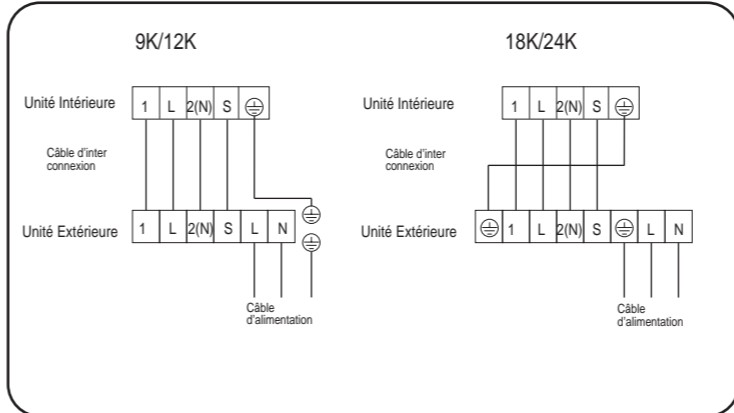 9K/12K
Unité Intérieure 1 L 2(N) S ⏚
Câble d'inter
connexion
Unité Extérieure 1 L 2(N) S L N ⏚
⏚
Câble
d'alimentation
18K/24K
Unité Intérieure 1 L 2(N) S ⏚
Câble d'inter
connexion
Unité Extérieure ⏚ 1 L 2(N) S ⏚ L N
Câble
d'alimentation